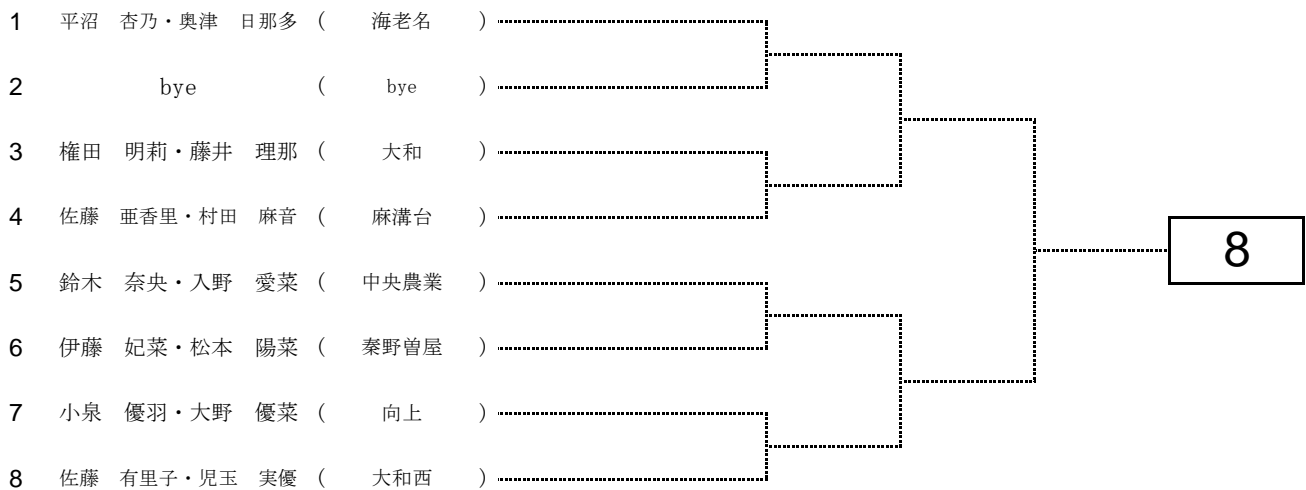 1 平沼 杏乃・奥津 日那多 ( 海老名 )
2 bye ( bye )
3 権田 明莉・藤井 理那 ( 大和 )
4 佐藤 亜香里・村田 麻音 ( 麻溝台 )
5 鈴木 奈央・入野 愛菜 ( 中央農業 )
6 伊藤 妃菜・松本 陽菜 ( 秦野曽屋 )
7 小泉 優羽・大野 優菜 ( 向上 )
8 佐藤 有里子・児玉 実優 ( 大和西 )
8